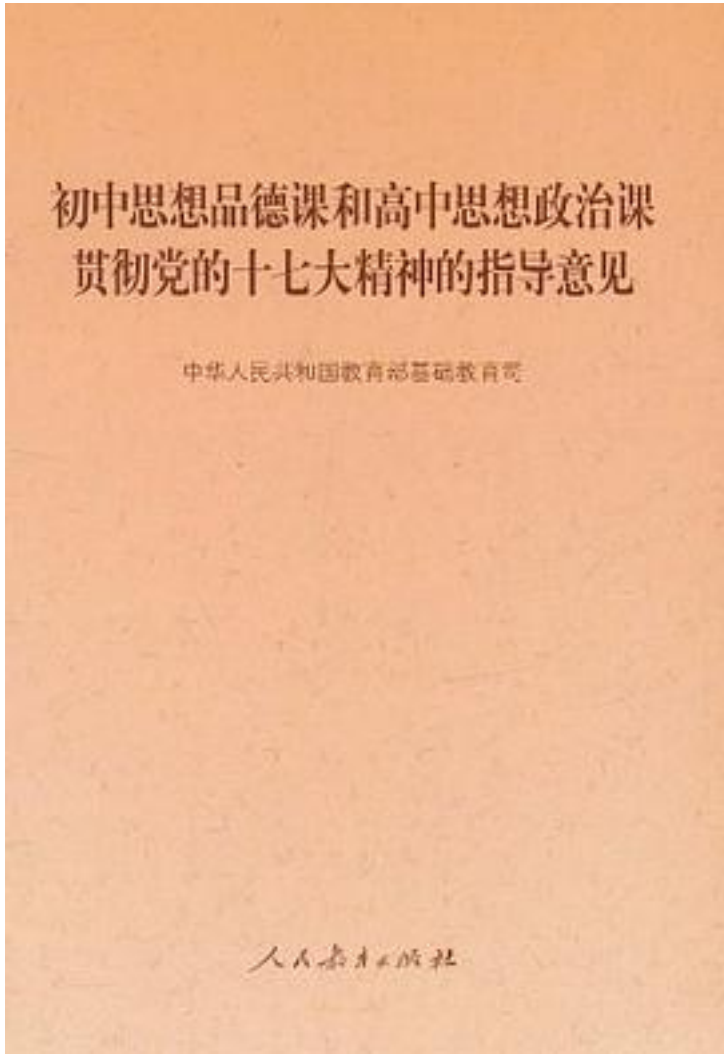 初中思想品德课和高中思想政治课
贯彻党的十七大精神的指导意见
中华人民共和国教育部基础教育司
人民教育出版社